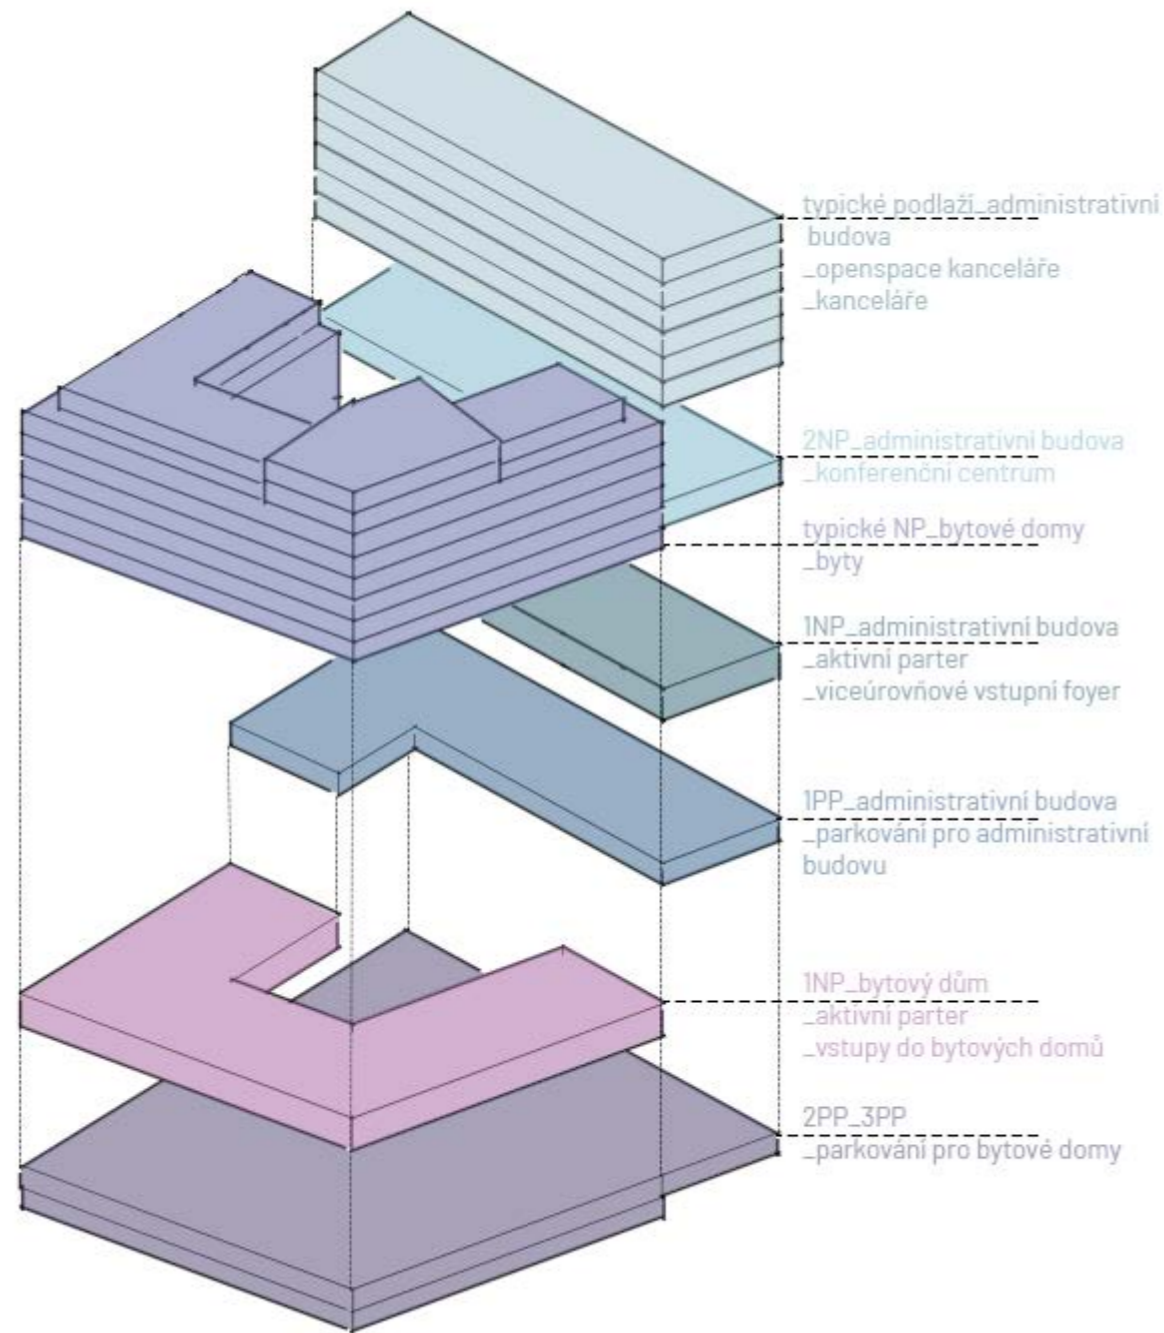 typické podlaží_administrativní
budova
_openspace kanceláře
_kanceláře
2NP_administrativní budova
_konferenční centrum
typické NP_bytové domy
_byty
1NP_administrativní budova
_aktivní parter
_víceúrovňové vstupní foyer
1PP_administrativní budova
_parkování pro administrativní
budovu
1NP_bytový dům
_aktivní parter
_vstupy do bytových domů
2PP_3PP
_parkování pro bytové domy